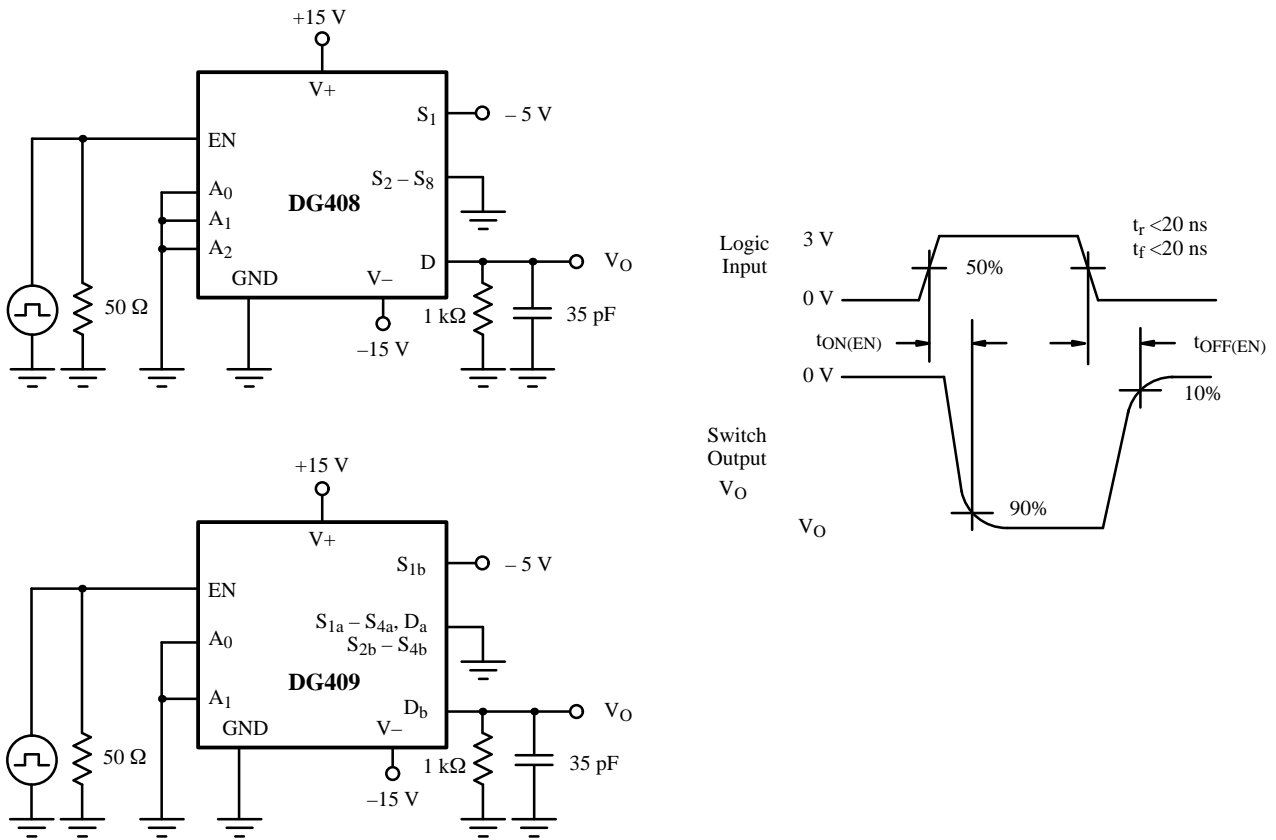 +15 V
V+
S1
– 5 V
EN
S2 – S8
A0
DG408
A1
A2
D
VO
GND
V–
50 Ω
1 kΩ
35 pF
–15 V
Logic
Input
3 V
0 V
50%
tr <20 ns
tf <20 ns
tON(EN)
tOFF(EN)
0 V
10%
Switch
Output
VO
VO
90%
+15 V
V+
S1b
– 5 V
EN
S1a – S4a, Da
S2b – S4b
A0
DG409
A1
Db
VO
GND
V–
50 Ω
1 kΩ
35 pF
–15 V